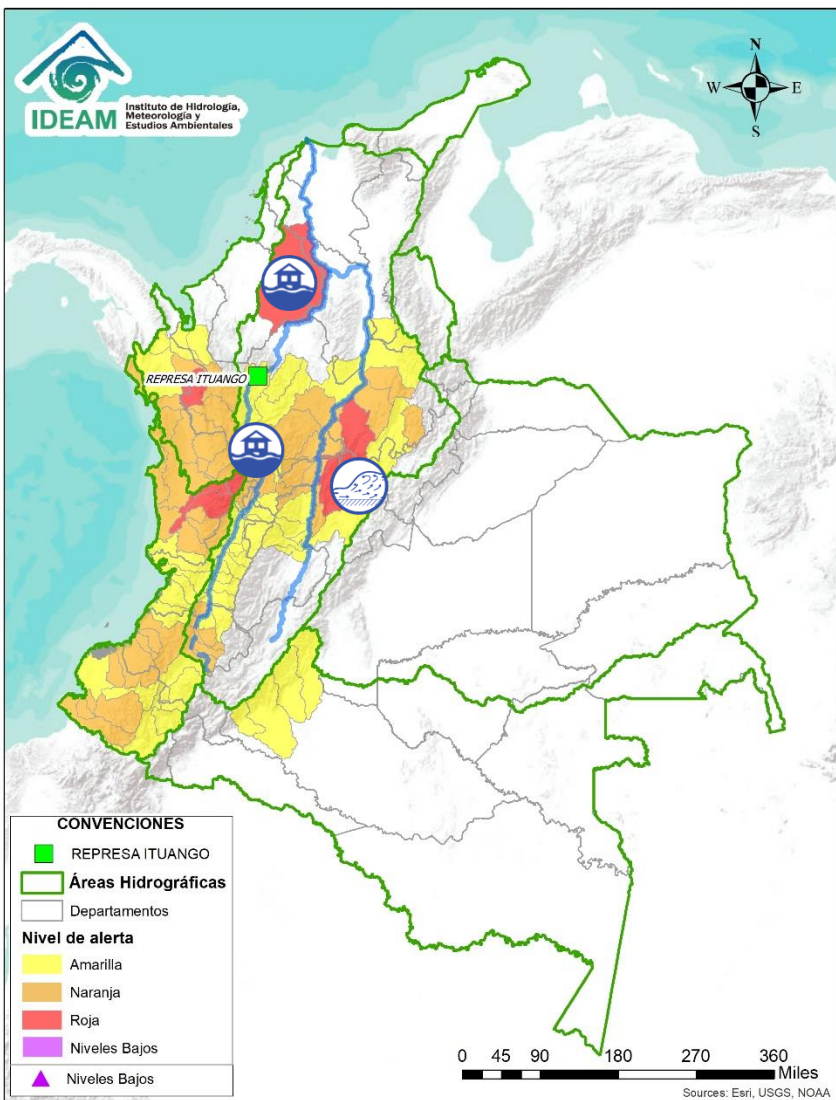 IDEAM
Instituto de Hidrología,
Meteorología y
Estudios Ambientales
N
W E
S
REPRESA ITUANGO
CONVENCIONES
REPRESA ITUANGO
Áreas Hidrográficas
Departamentos
Nivel de alerta
Amarilla
Naranja
Roja
Niveles Bajos
Niveles Bajos
0 45 90 180 270 360
Miles
Sources: Esri, USGS, NOAA